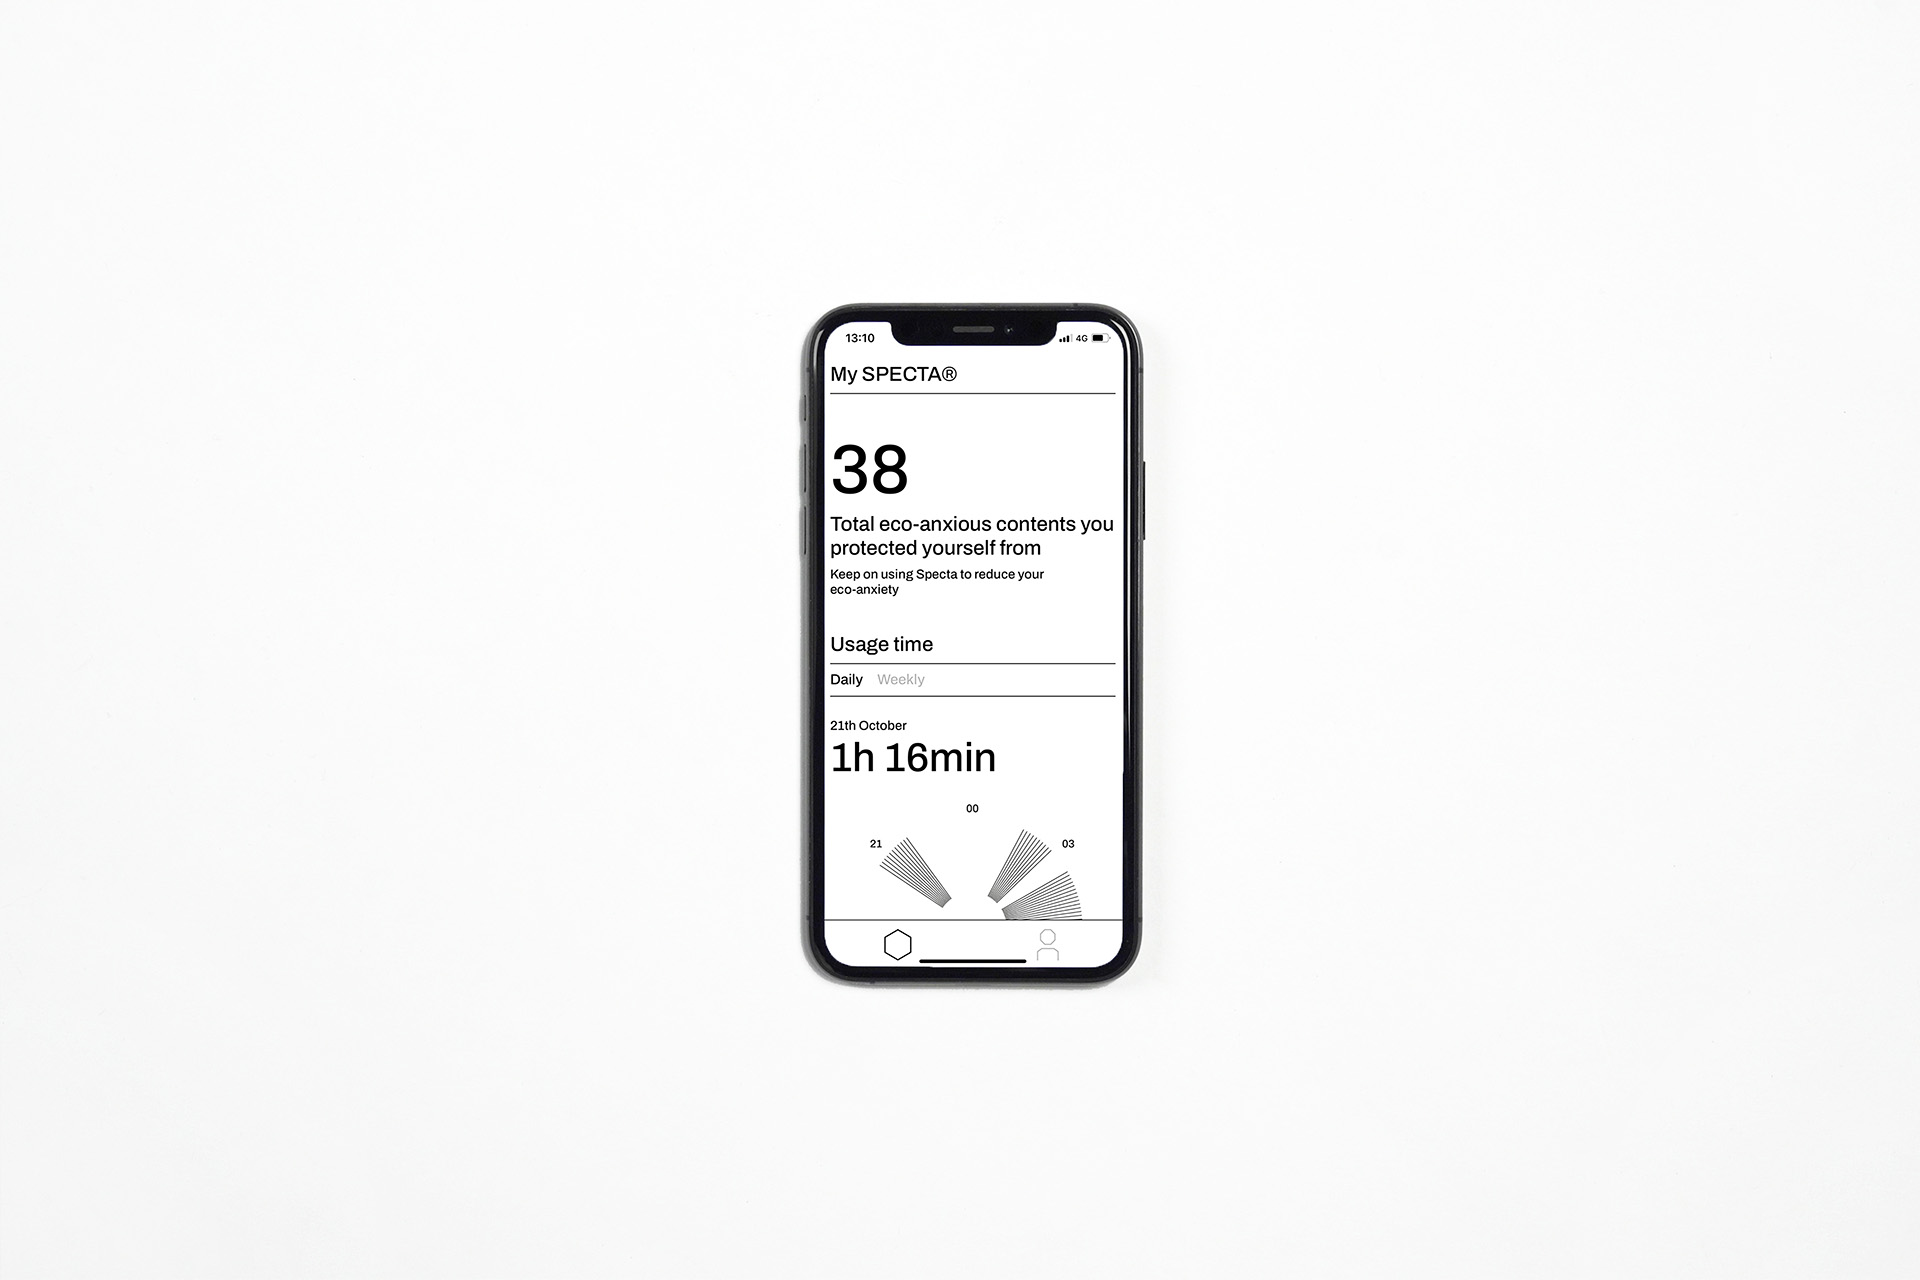 13:10
4G
My SPECTA®
38
Total eco-anxious contents you
protected yourself from
Keep on using Specta to reduce your
eco-anxiety
Usage time
Daily Weekly
21th October
1h 16min
00
21
03